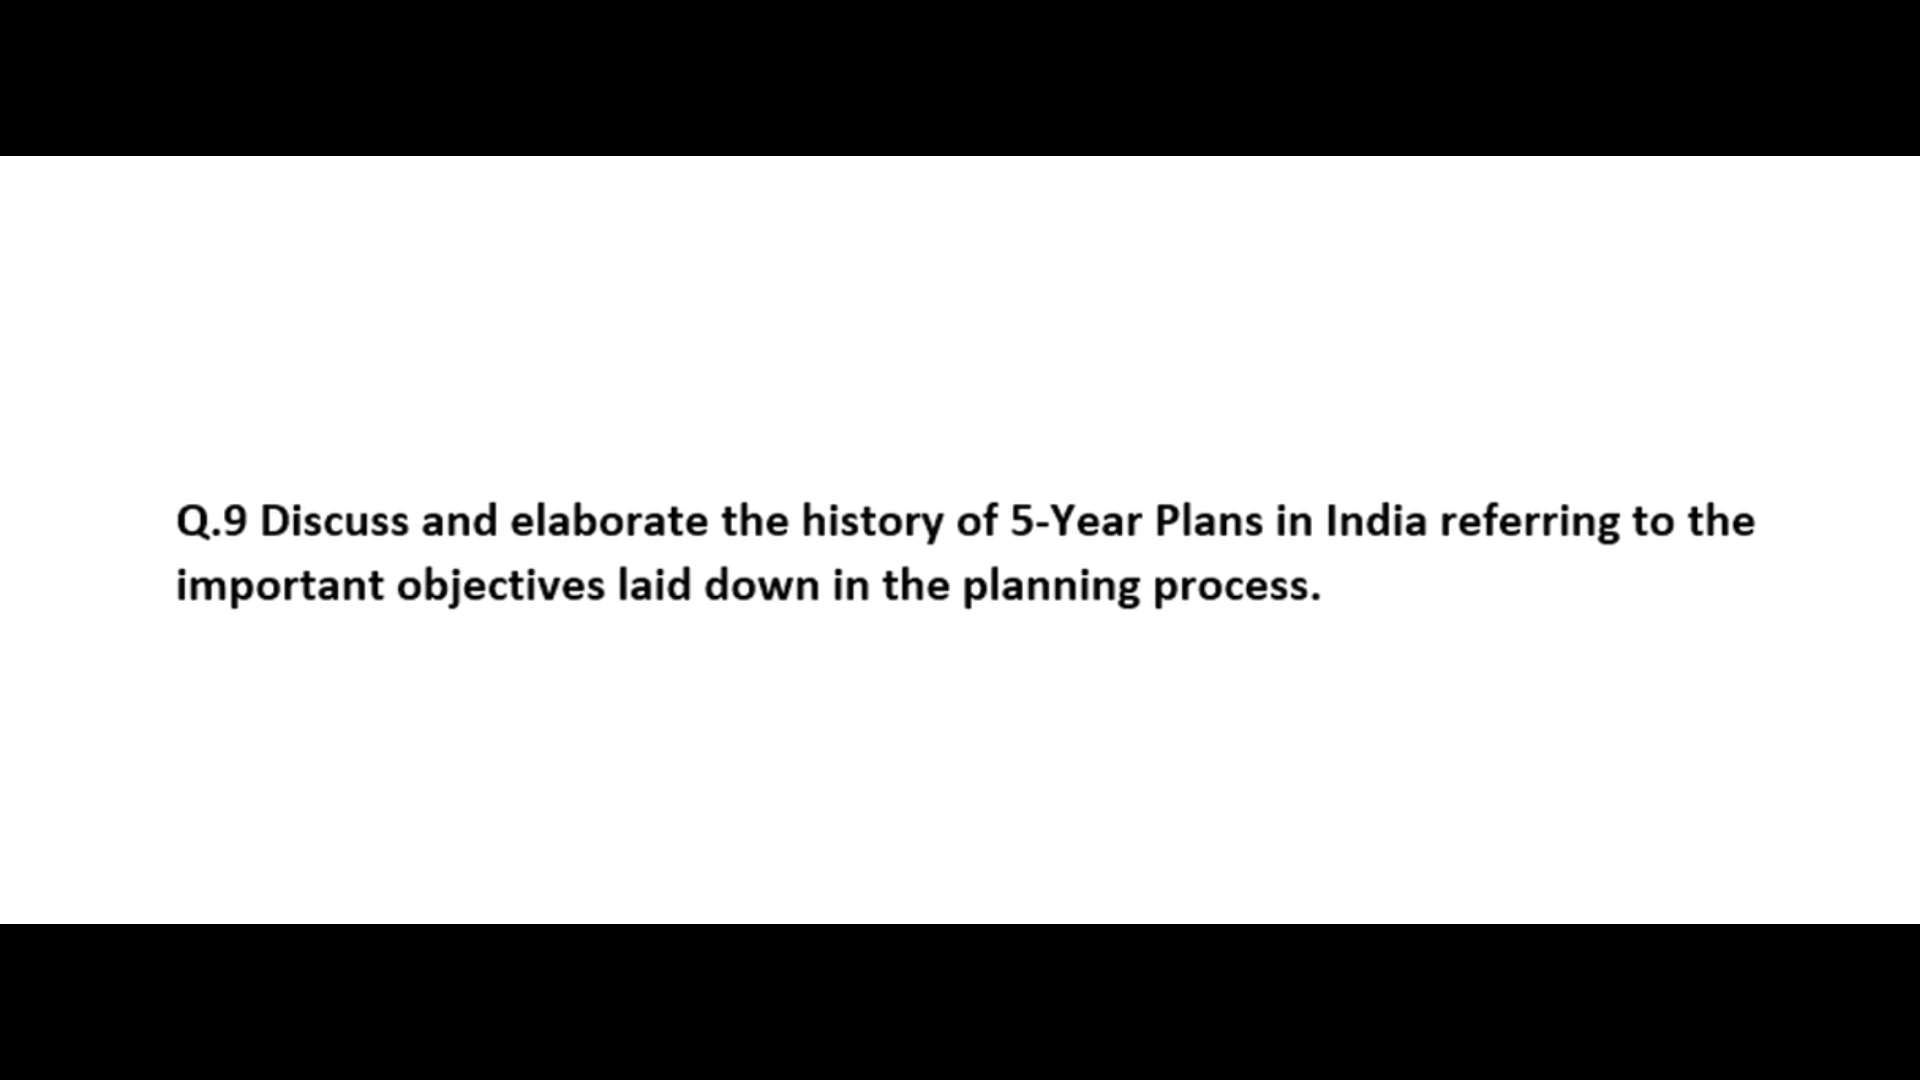 Q.9 Discuss and elaborate the history of 5-Year Plans in India referring to the
important objectives laid down in the planning process.